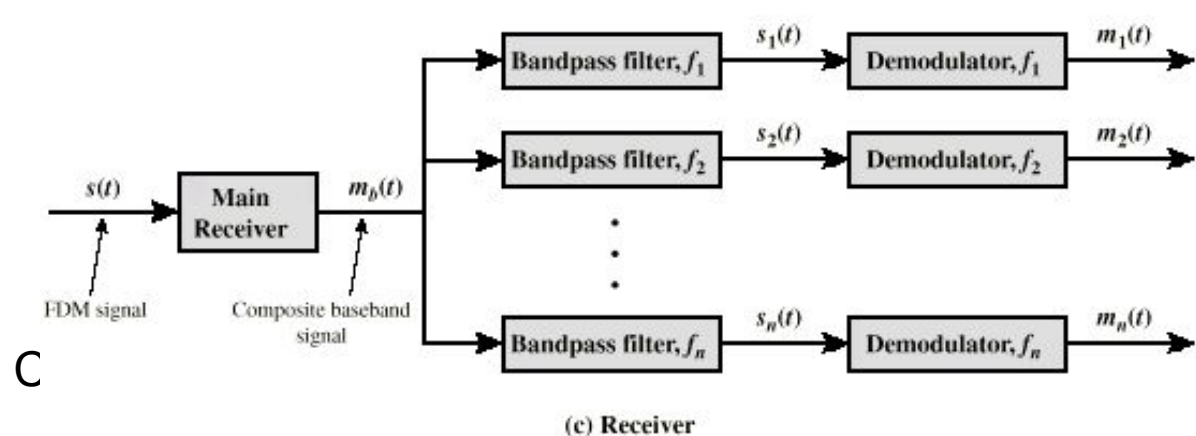 s(t)
FDM signal
Main
Receiver
m_b(t)
Composite baseband
signal
Bandpass filter, f_1
s_1(t)
Demodulator, f_1
m_1(t)
Bandpass filter, f_2
s_2(t)
Demodulator, f_2
m_2(t)
Bandpass filter, f_n
s_n(t)
Demodulator, f_n
m_n(t)
(c) Receiver